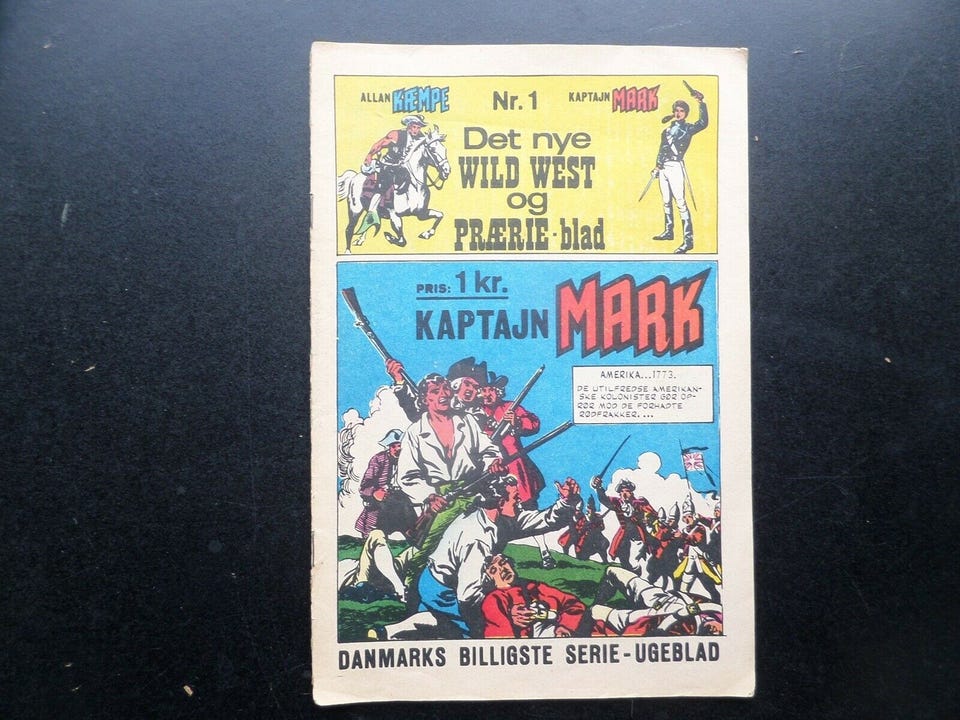 ALLAN KÆMPE Nr. 1 KAPTAJN MARK
Det nye
WILD WEST
og
PRÆRIE-blad
PRIS: 1 kr.
KAPTAJN MARK
AMERIKA...1773.
DE UTILFREDSE AMERIKAN-
SKE KOLONISTER GØR OP-
RØR MOD DE FORHADTE
RØDFRAKKER....
DANMARKS BILLIGSTE SERIE-UGEBLAD